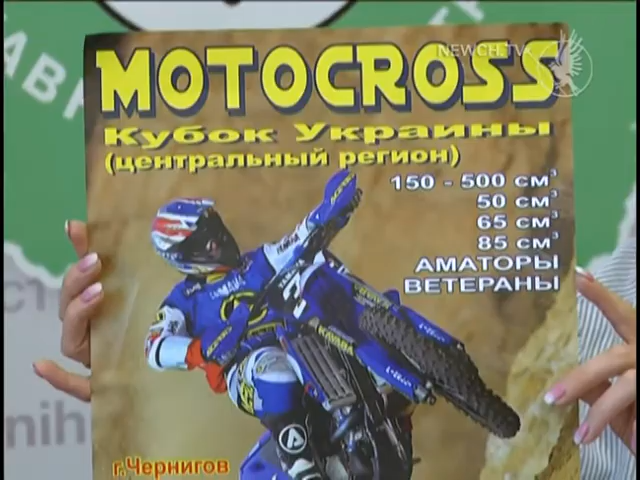 NEWCH.TV
MOTOCROSS
Кубок Украины
(центральный регион)
150 - 500 см³
50 см³
65 см³
85 см³
АМАТОРЫ
ВЕТЕРАНЫ
YAMAHA
г.Чернигов